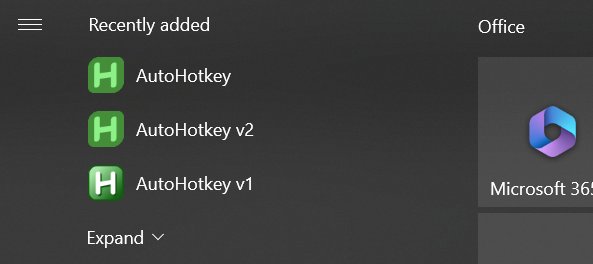 Recently added
Office
AutoHotkey
AutoHotkey v2
AutoHotkey v1
Microsoft 365
Expand